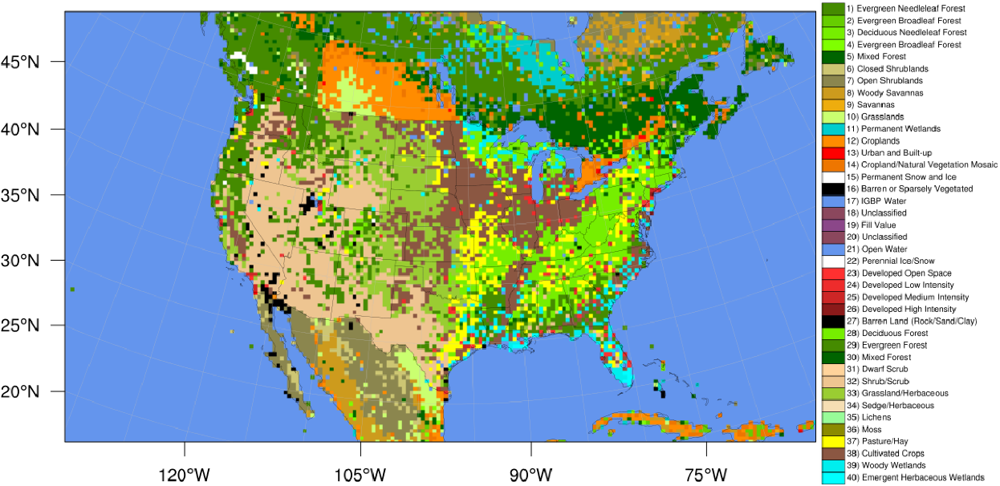 45°N
40°N
35°N
30°N
25°N
20°N
120°W
105°W
90°W
75°W
1) Evergreen Needleleaf Forest
2) Evergreen Broadleaf Forest
3) Deciduous Needleleaf Forest
4) Evergreen Broadleaf Forest
5) Mixed Forest
6) Closed Shrublands
7) Open Shrublands
8) Woody Savannas
9) Savannas
10) Grasslands
11) Permanent Wetlands
12) Croplands
13) Urban and Built-up
14) Cropland/Natural Vegetation Mosaic
15) Permanent Snow and Ice
16) Barren or Sparsely Vegetated
17) IGBP Water
18) Unclassified
19) Fill Value
20) Unclassified
21) Open Water
22) Perennial Ice/Snow
23) Developed Open Space
24) Developed Low Intensity
25) Developed Medium Intensity
26) Developed High Intensity
27) Barren Land (Rock/Sand/Clay)
28) Deciduous Forest
29) Evergreen Forest
30) Mixed Forest
31) Dwarf Scrub
32) Shrub/Scrub
33) Grassland/Herbaceous
34) Sedge/Herbaceous
35) Lichens
36) Moss
37) Pasture/Hay
38) Cultivated Crops
39) Woody Wetlands
40) Emergent Herbaceous Wetlands